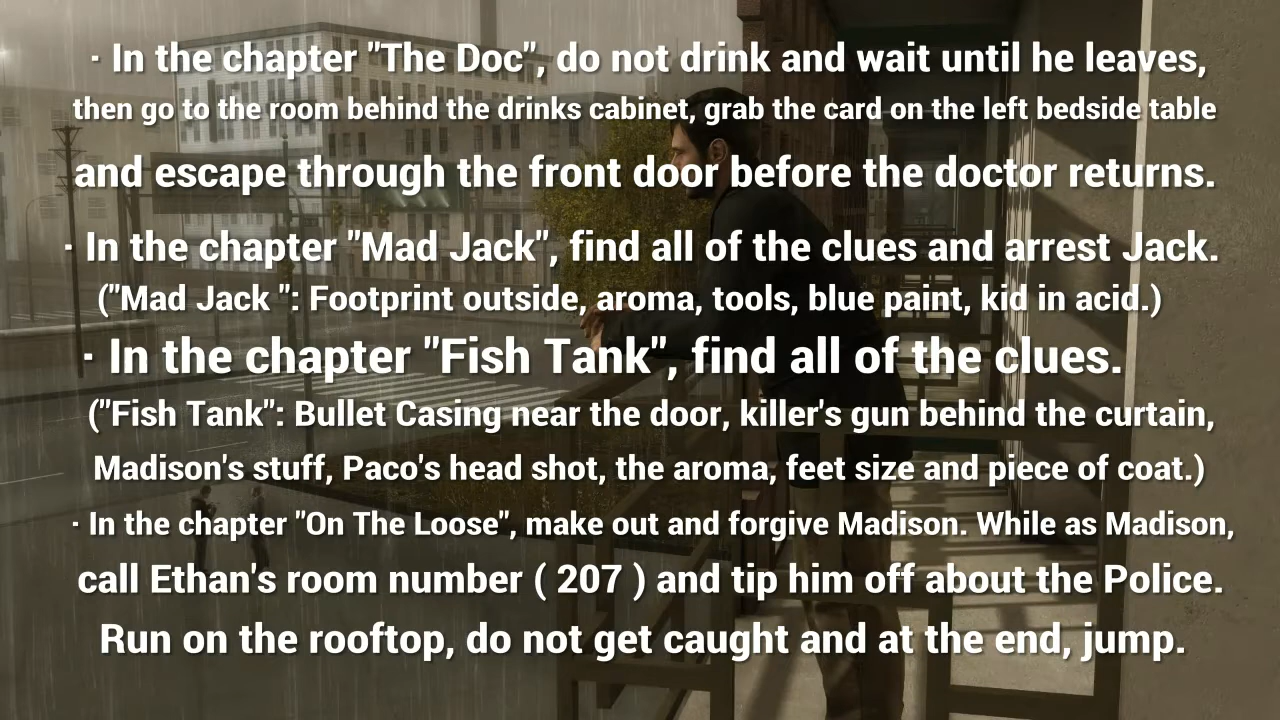 · In the chapter "The Doc", do not drink and wait until he leaves,
then go to the room behind the drinks cabinet, grab the card on the left bedside table
and escape through the front door before the doctor returns.
· In the chapter "Mad Jack", find all of the clues and arrest Jack.
("Mad Jack ": Footprint outside, aroma, tools, blue paint, kid in acid.)
· In the chapter "Fish Tank", find all of the clues.
("Fish Tank": Bullet Casing near the door, killer's gun behind the curtain,
Madison's stuff, Paco's head shot, the aroma, feet size and piece of coat.)
· In the chapter "On The Loose", make out and forgive Madison. While as Madison,
call Ethan's room number ( 207 ) and tip him off about the Police.
Run on the rooftop, do not get caught and at the end, jump.